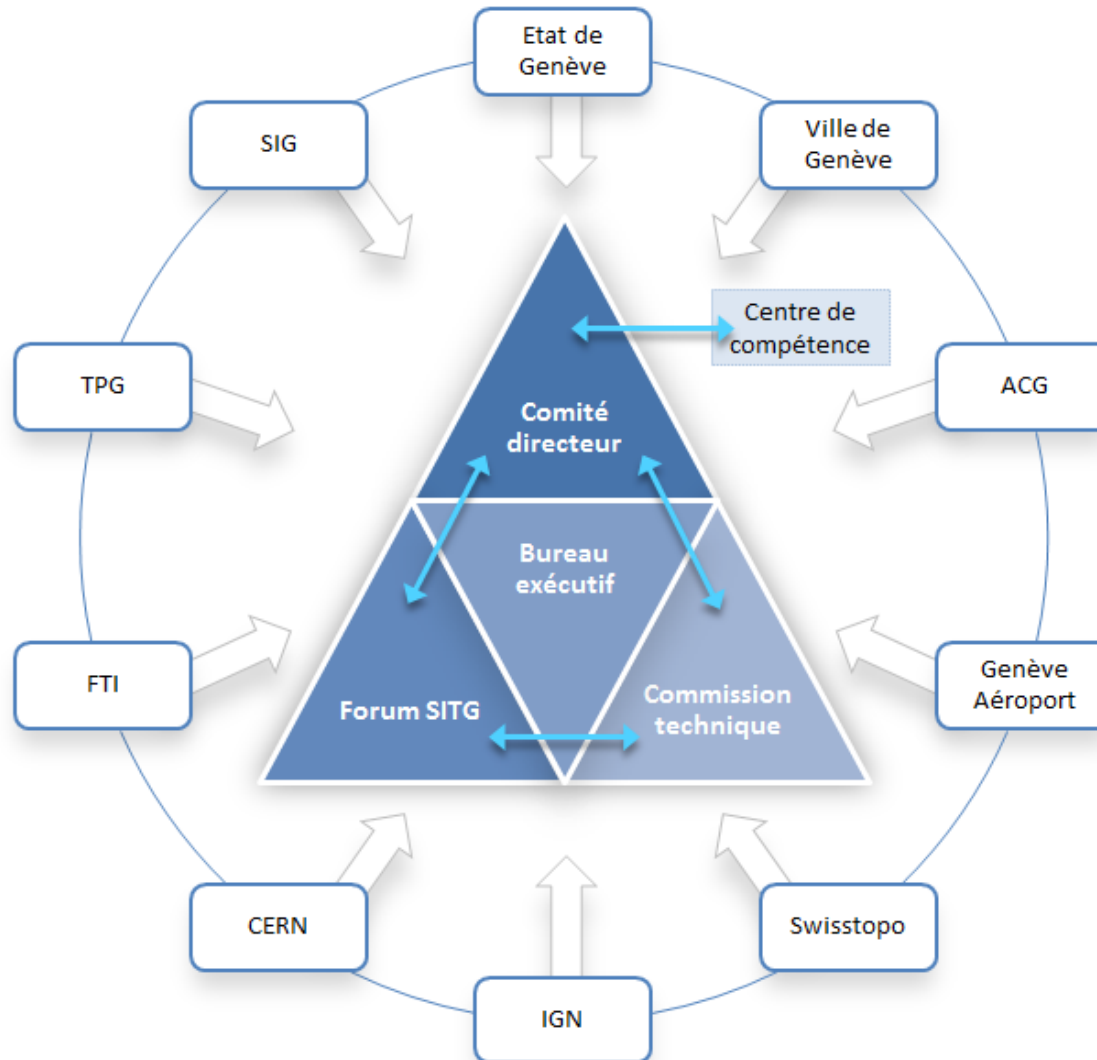 Etat de
Genève
SIG
Ville de
Genève
Centre de
compétence
TPG
ACG
Comité
directeur
Bureau
exécutif
FTI
Genève
Aéroport
Forum SITG
Commission
technique
CERN
Swisstopo
IGN